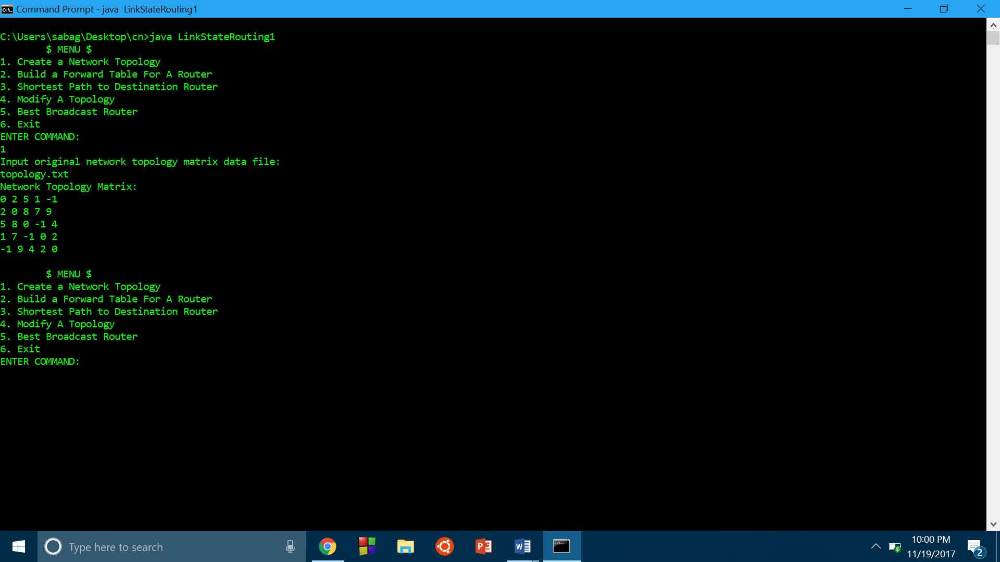 Command Prompt - java  LinkStateRouting1
C:\Users\sabag\Desktop\cn>java LinkStateRouting1
        $ MENU $
1. Create a Network Topology
2. Build a Forward Table For A Router
3. Shortest Path to Destination Router
4. Modify A Topology
5. Best Broadcast Router
6. Exit
ENTER COMMAND:
1
Input original network topology matrix data file:
topology.txt
Network Topology Matrix:
0 2 5 1 -1
2 0 8 7 9
5 8 0 -1 4
1 7 -1 0 2
-1 9 4 2 0
        $ MENU $
1. Create a Network Topology
2. Build a Forward Table For A Router
3. Shortest Path to Destination Router
4. Modify A Topology
5. Best Broadcast Router
6. Exit
ENTER COMMAND:
Type here to search
10:00 PM
11/19/2017
2